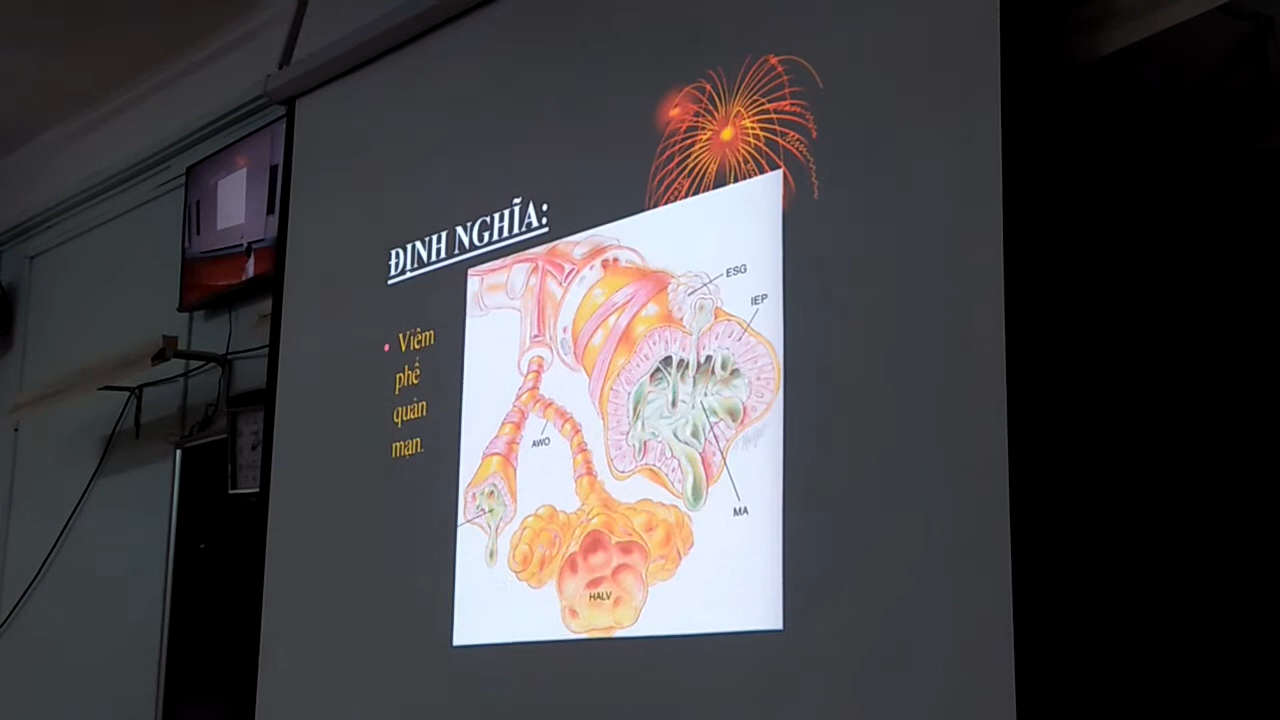 ĐỊNH NGHĨA:
• Viêm
phế
quản
mạn.
ESG
IEP
AWO
MA
HALV